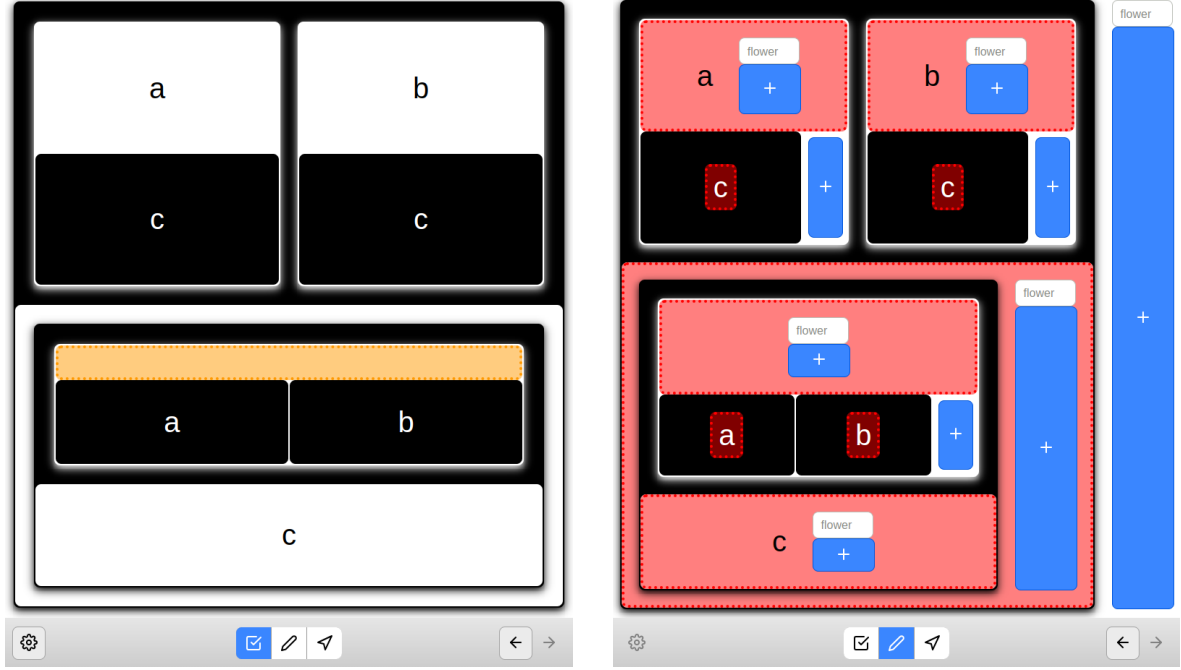 a b
c c
a b
c
flower
a flower + b flower +
c + c +
flower
flower +
+
a b +
+
c flower +